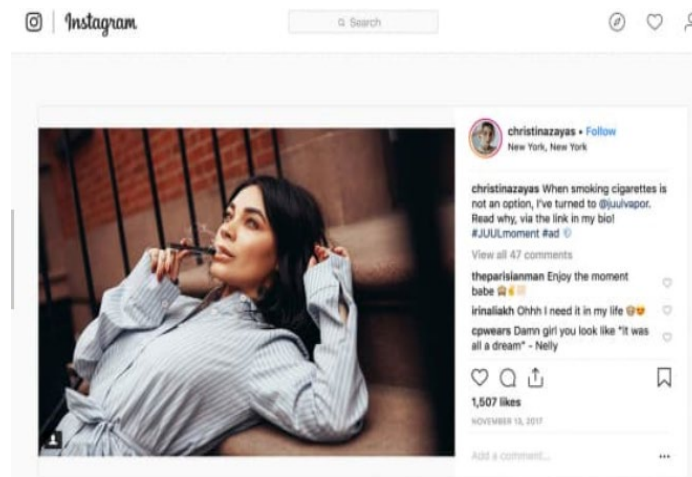 Instagram
Search
christinazayas • Follow
New York, New York
christinazayas When smoking cigarettes is
not an option, I've turned to @juulvapor.
Read why, via the link in my bio!
#JUULmoment #ad
View all 47 comments
theparisianman Enjoy the moment
babe
irinaliakh Ohhh I need it in my life
cpwears Damn girl you look like "It was
all a dream" - Nelly
1,507 likes
NOVEMBER 13, 2017
Add a comment...